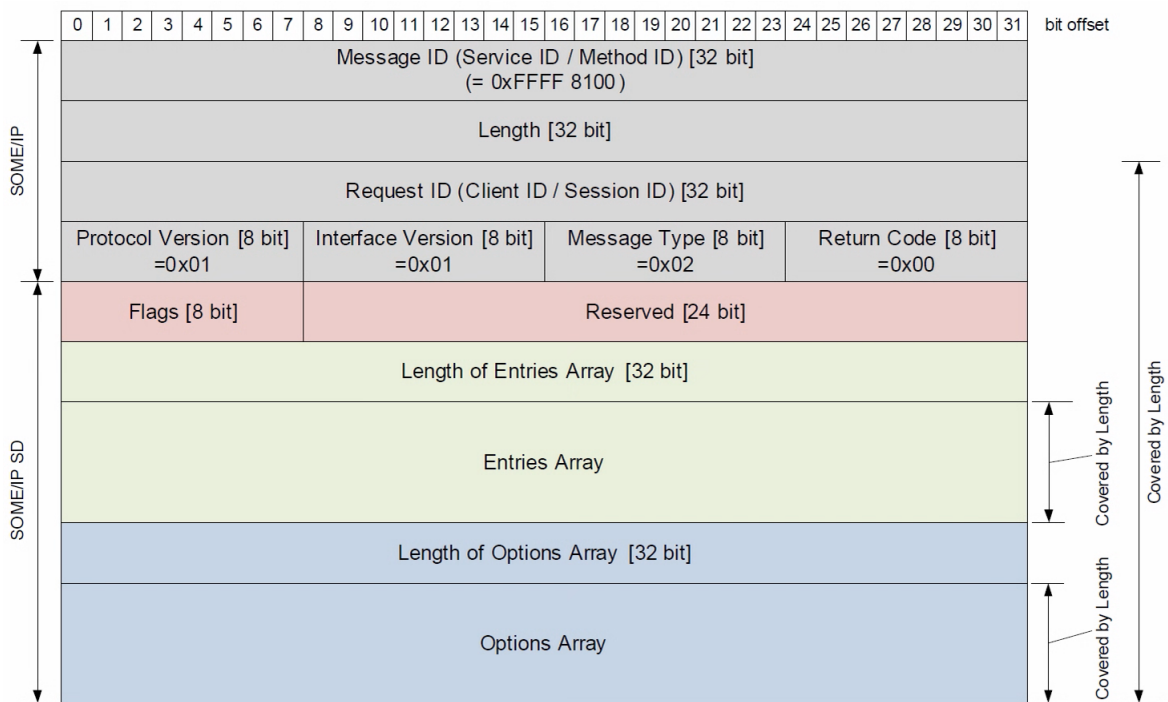 0 1 2 3 4 5 6 7 8 9 10 11 12 13 14 15 16 17 18 19 20 21 22 23 24 25 26 27 28 29 30 31 bit offset
Message ID (Service ID / Method ID) [32 bit]
(= 0xFFFF 8100 )
Length [32 bit]
Request ID (Client ID / Session ID) [32 bit]
Protocol Version [8 bit]
=0x01
Interface Version [8 bit]
=0x01
Message Type [8 bit]
=0x02
Return Code [8 bit]
=0x00
SOME/IP
Flags [8 bit]
Reserved [24 bit]
Length of Entries Array [32 bit]
Entries Array
Covered by Length
Length of Options Array [32 bit]
Options Array
Covered by Length
SOME/IP SD
Covered by Length